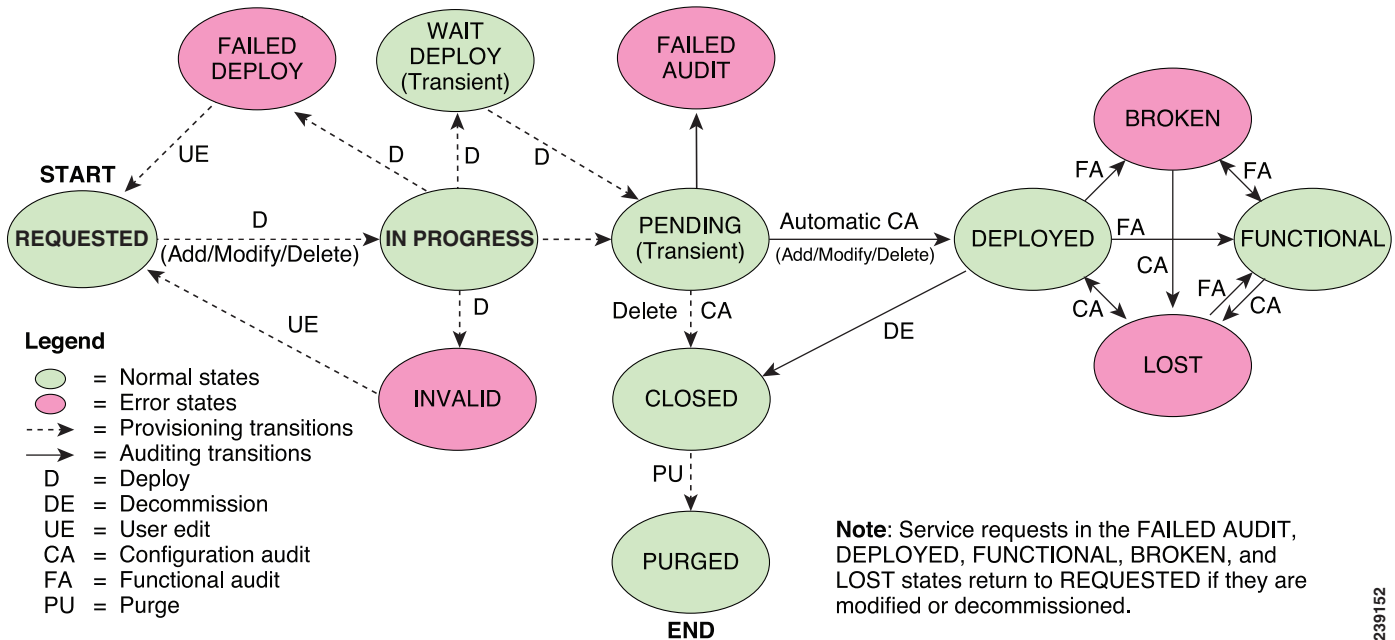 FAILED
DEPLOY
WAIT
DEPLOY
(Transient)
FAILED
AUDIT
BROKEN
UE
D
D
D
FA
FA
START
REQUESTED
D
(Add/Modify/Delete)
IN PROGRESS
PENDING
(Transient)
Automatic CA
(Add/Modify/Delete)
DEPLOYED
FA
FUNCTIONAL
CA
FA
CA
CA
UE
D
Delete
CA
DE
INVALID
CLOSED
LOST
Legend
= Normal states
= Error states
= Provisioning transitions
= Auditing transitions
D = Deploy
DE = Decommission
UE = User edit
CA = Configuration audit
FA = Functional audit
PU = Purge
PU
PURGED
END
Note: Service requests in the FAILED AUDIT,
DEPLOYED, FUNCTIONAL, BROKEN, and
LOST states return to REQUESTED if they are
modified or decommissioned.
239152